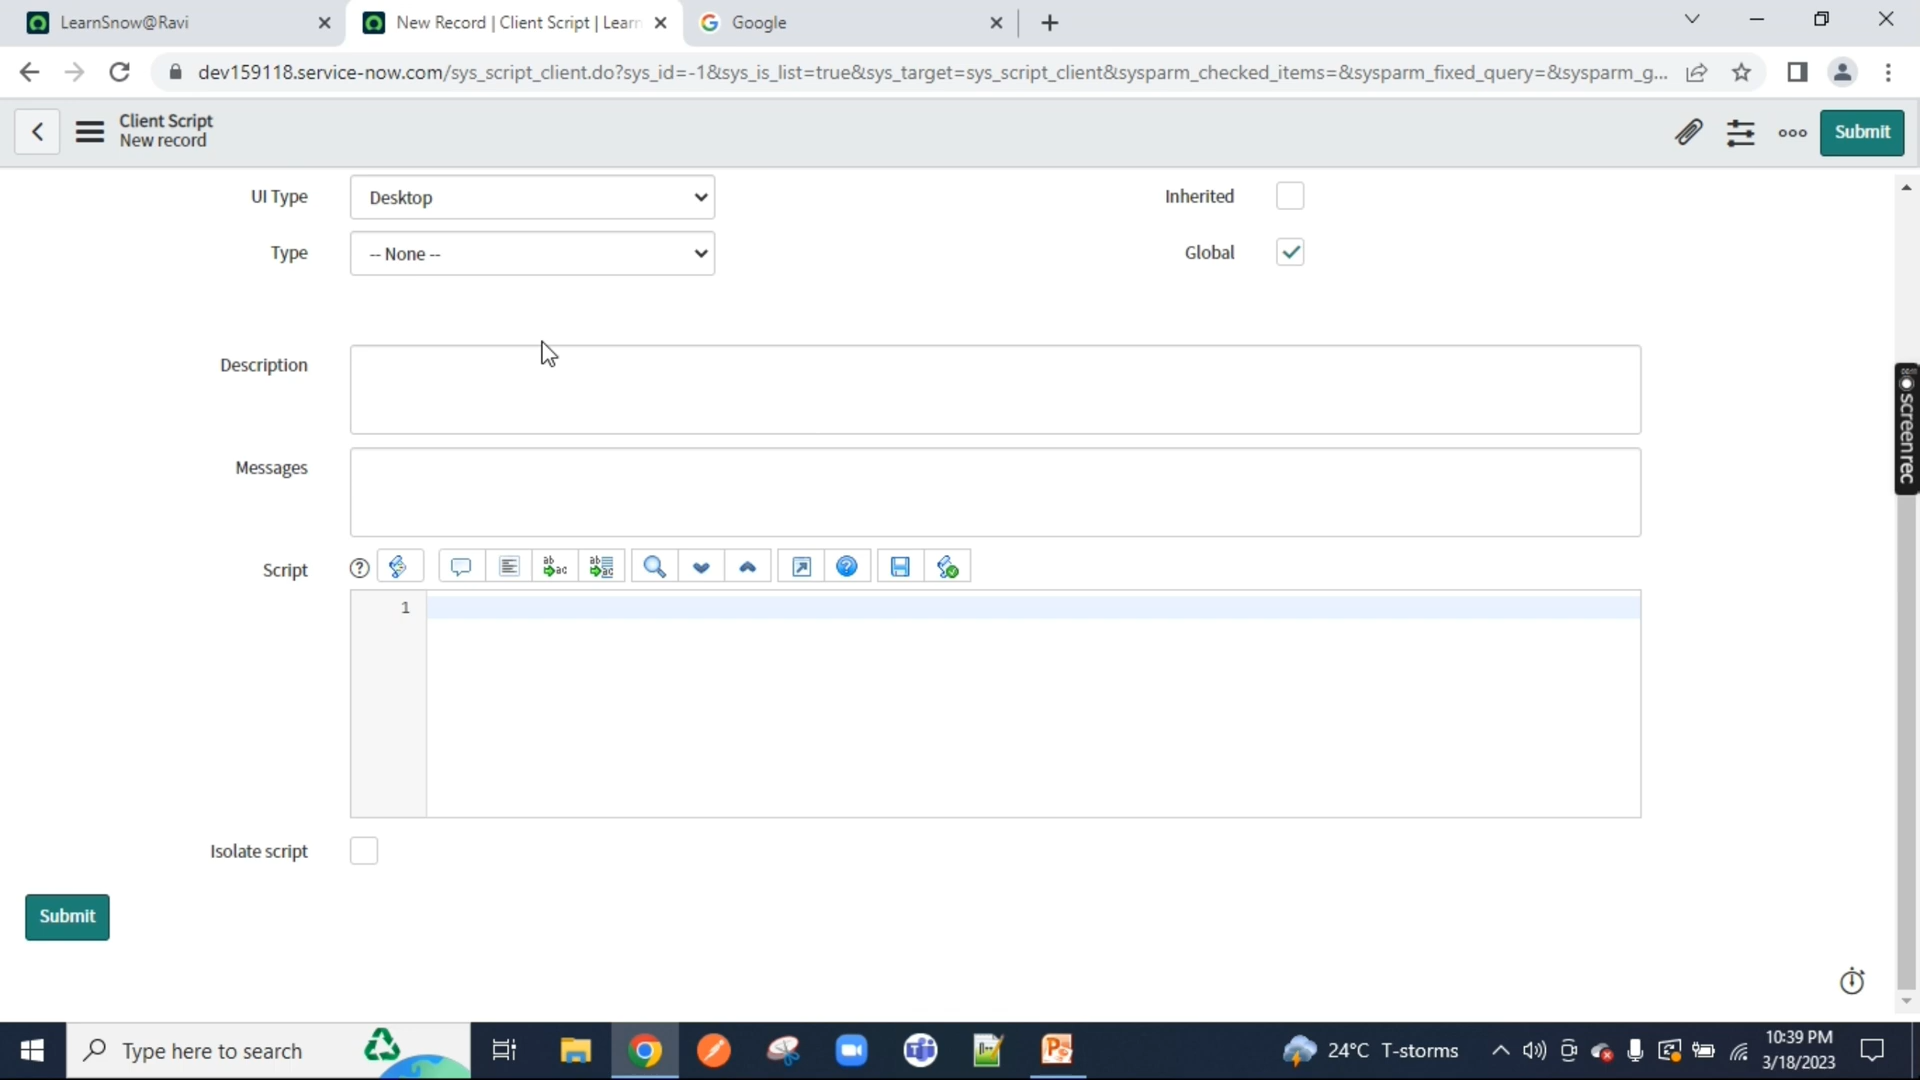 LearnSnow@Ravi
New Record | Client Script | Learn
Google
dev159118.service-now.com/sys_script_client.do?sys_id=-1&sys_is_list=true&sys_target=sys_script_client&sysparm_checked_items=&sysparm_fixed_query=&sysparm_g...
Client Script
New record
Submit
UI Type
Desktop
Inherited
Type
-- None --
Global
Description
Messages
Script
1
Isolate script
Submit
screenrec
Type here to search
24°C T-storms
10:39 PM
3/18/2023